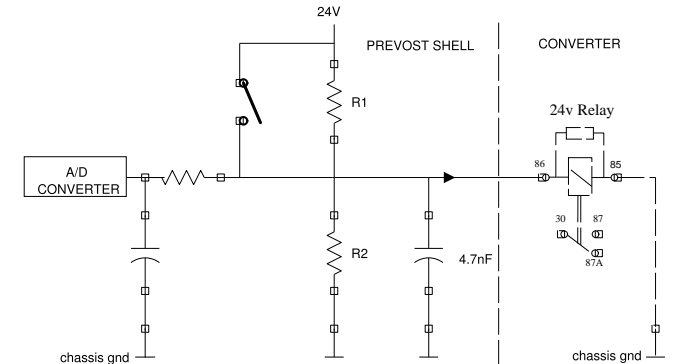 24V
PREVOST SHELL
CONVERTER
R1
24v Relay
A/D
CONVERTER
86
85
30
87
87A
R2
4.7nF
chassis gnd
chassis gnd